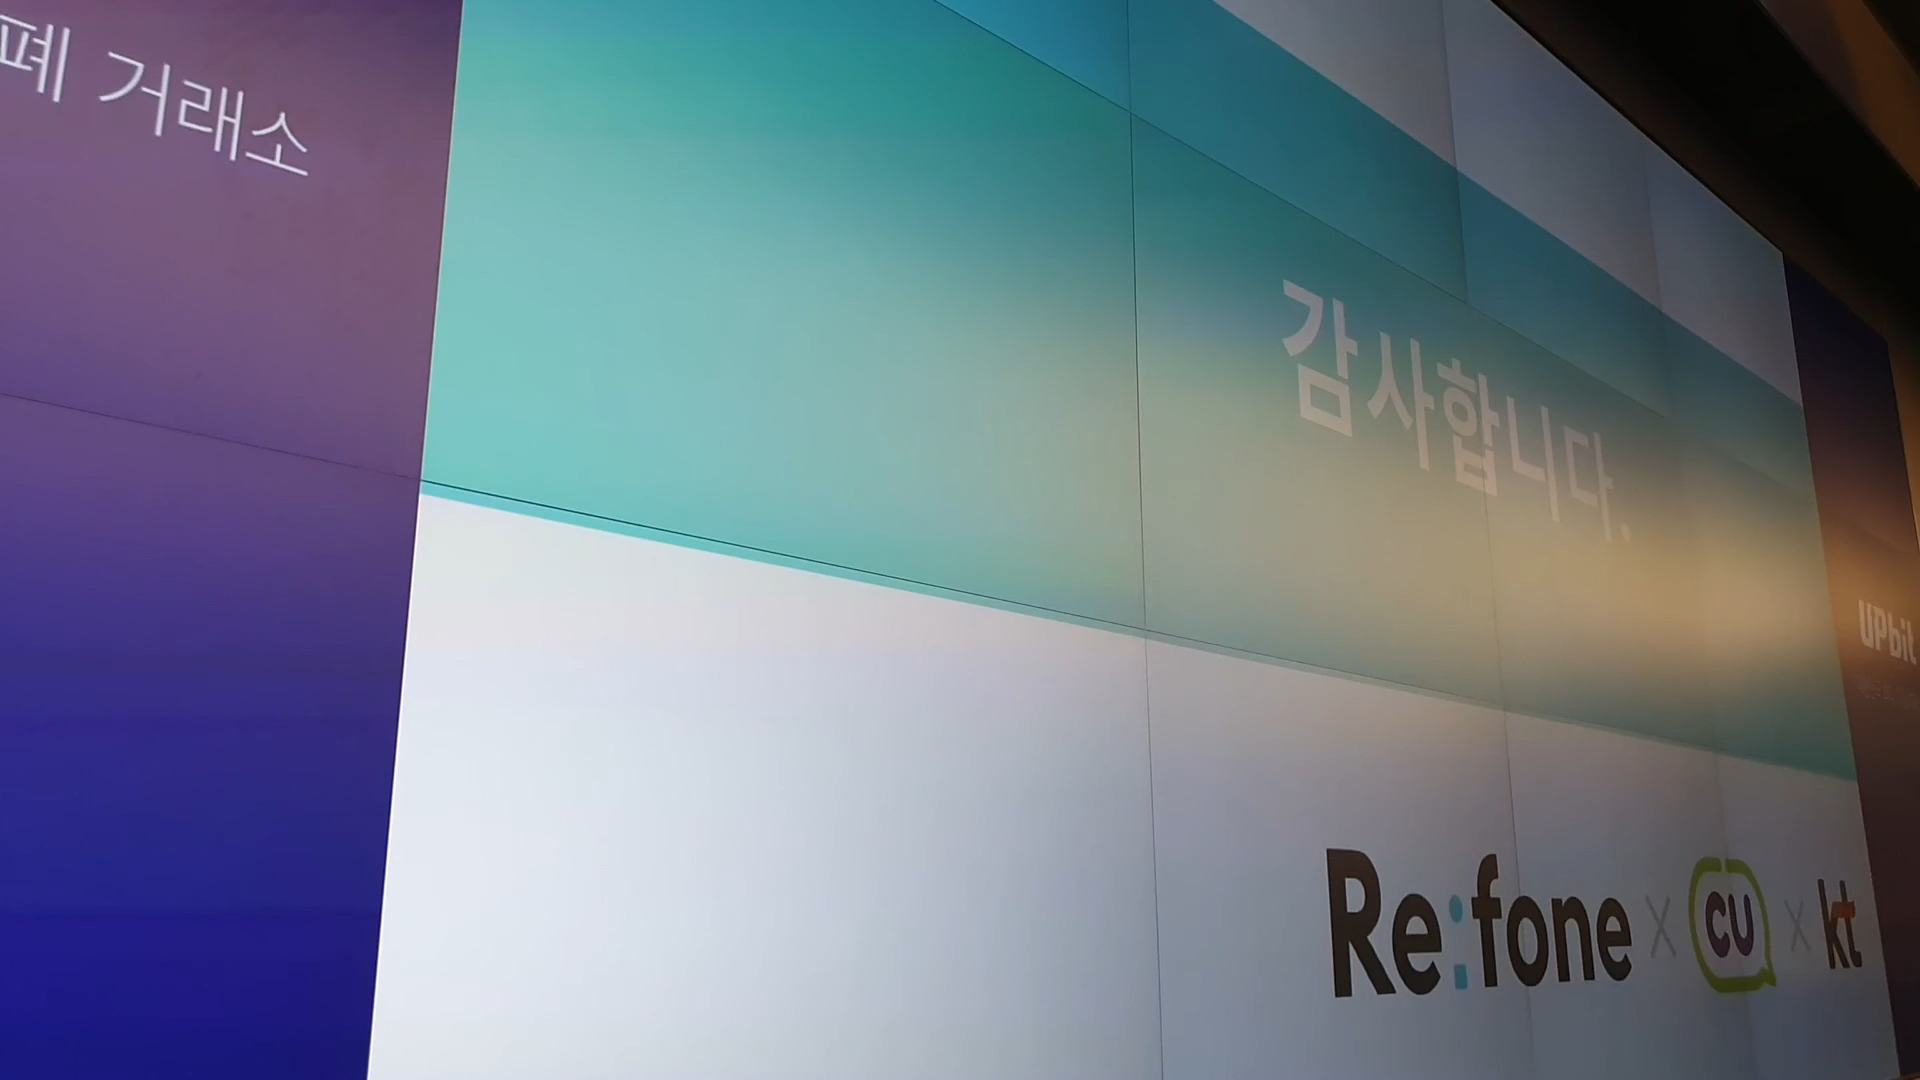 폐 거래소
감사합니다.
Re:fone × CU × kt
UPbit